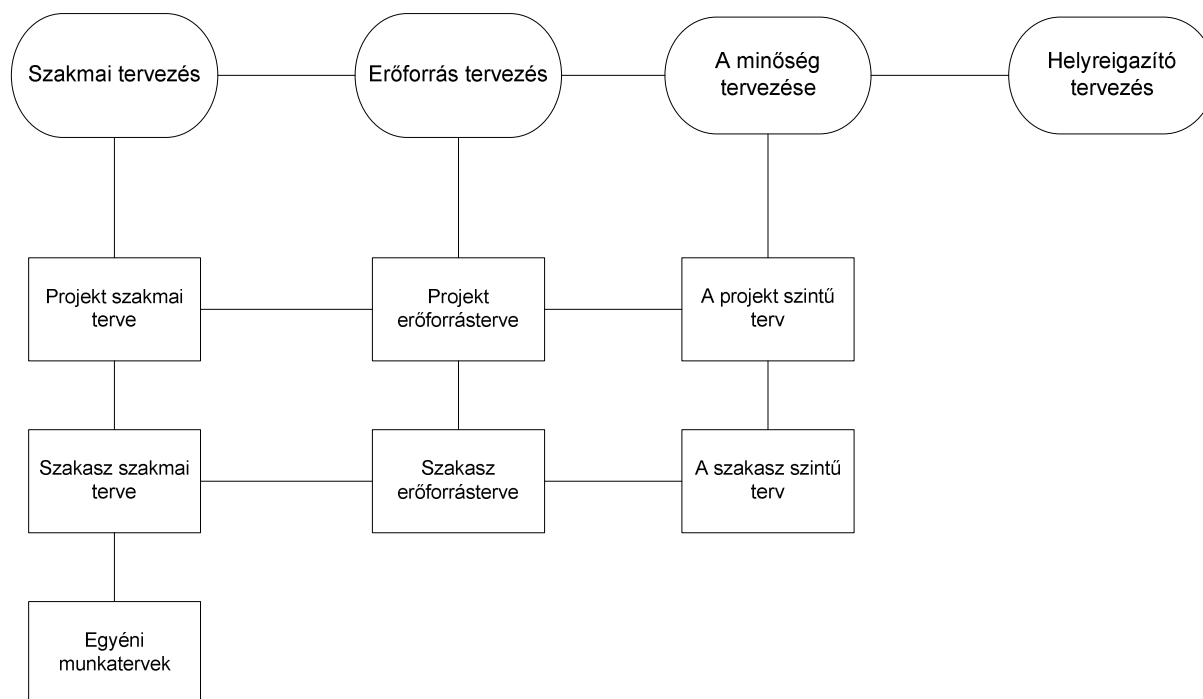 Szakmai tervezés
Erőforrás tervezés
A minőség
tervezése
Helyreigazító
tervezés
Projekt szakmai
terve
Projekt
erőforrásterve
A projekt szintű
terv
Szakasz szakmai
terve
Szakasz
erőforrásterve
A szakasz szintű
terv
Egyéni
munkatervek